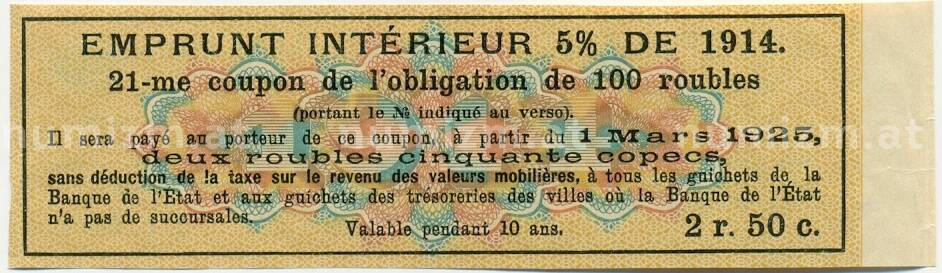 EMPRUNT INTÉRIEUR 5% DE 1914.
21-me coupon de l'obligation de 100 roubles
(portant le № indiqué au verso).
Il sera payé au porteur de ce coupon, à partir du 1 Mars 1925,
deux roubles cinquante copecs,
sans déduction de la taxe sur le revenu des valeurs mobilières, à tous les guichets de la
Banque de l'État et aux guichets des trésoreries des villes où la Banque de l'État
n'a pas de succursales.
Valable pendant 10 ans.
2 r. 50 c.